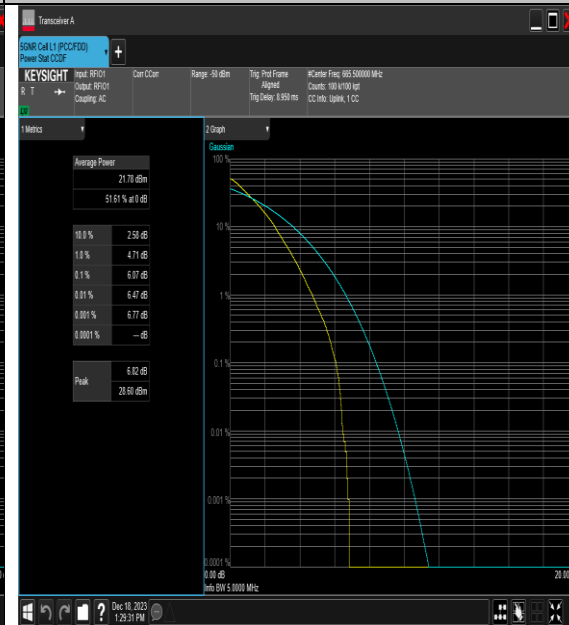 Transceiver A
5GNR Cell L1 (PCC/FDD)
Power Stat CCDF
+
KEYSIGHT
R T
Input: RFIO1
Output: RFIO1
Coupling: AC
Corr CCorr
Range: -50 dBm
Trig: Prot Frame
Aligned
Trig Delay: 8.950 ms
#Center Freq: 665.500000 MHz
Counts: 100 k/100 kpt
CC Info: Uplink, 1 CC
1 Metrics
2 Graph
Average Power
21.78 dBm
51.61 % at 0 dB
10.0 % 2.58 dB
1.0 % 4.71 dB
0.1 % 6.07 dB
0.01 % 6.47 dB
0.001 % 6.77 dB
0.0001 % --- dB
Peak
6.82 dB
28.60 dBm
Gaussian
100 %
10 %
1 %
0.1 %
0.01 %
0.001 %
0.0001 %
0.00 dB
20.00
Info BW 5.0000 MHz
?
Dec 18, 2023
1:29:31 PM